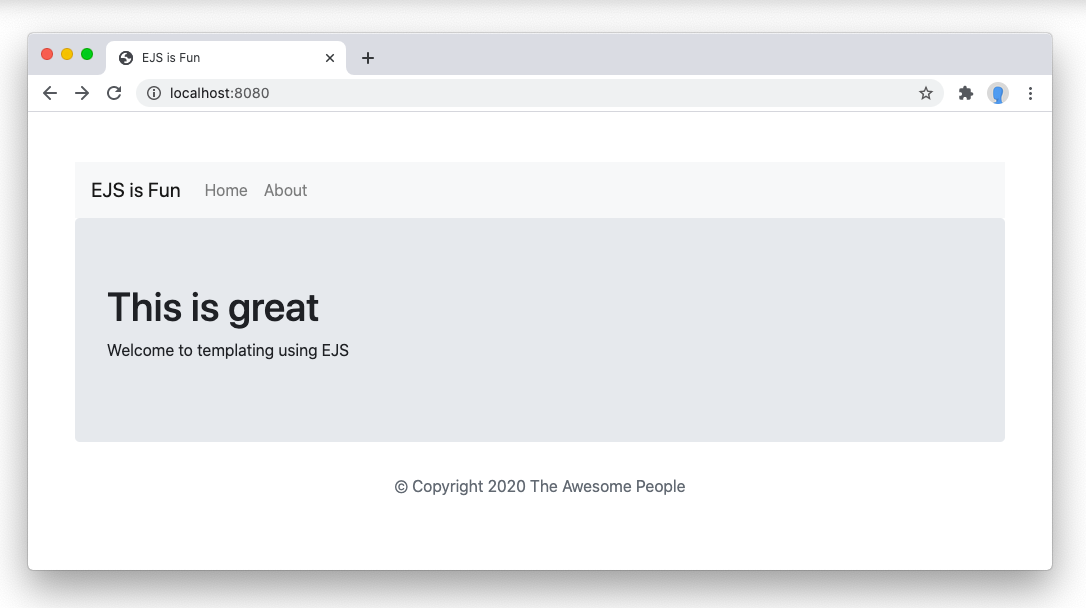 EJS is Fun
localhost:8080
EJS is Fun Home About
This is great
Welcome to templating using EJS
© Copyright 2020 The Awesome People